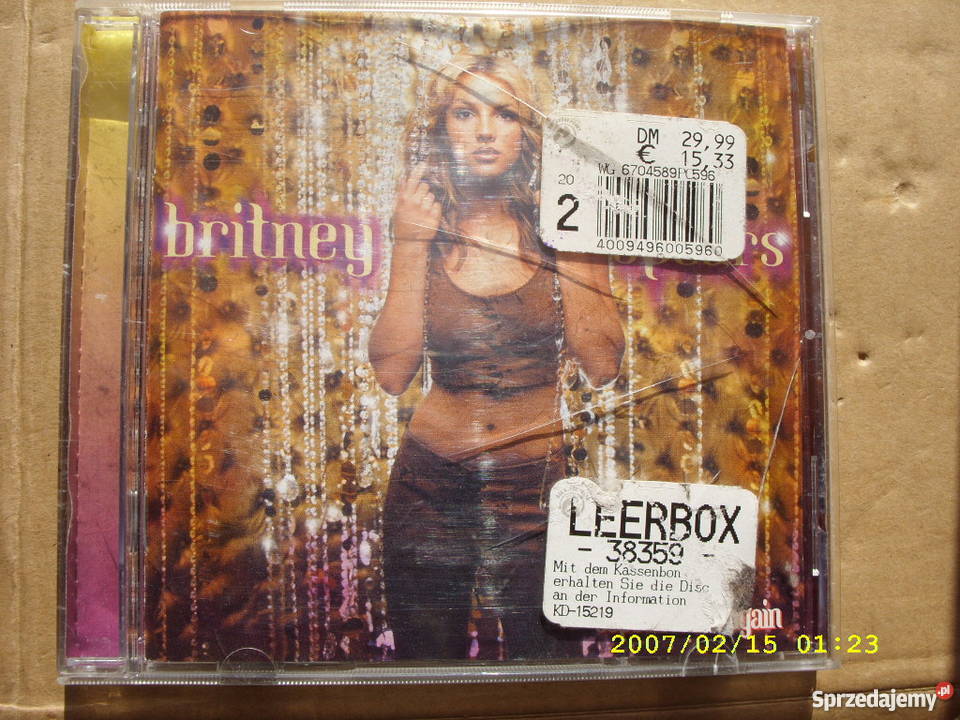 DM 29,99
€ 15,33
WG 6704589PC596
20
2
4009496005960
britney
LEERBOX
- 38359 -
Mit dem Kassenbon
erhalten Sie die Disc
an der Information
KD-15219
2007/02/15 01:23
Sprzedajemy.pl